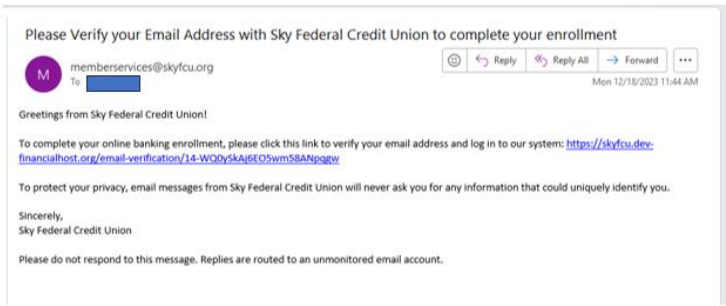 Please Verify your Email Address with Sky Federal Credit Union to complete your enrollment
M
memberservices@skyfcu.org
To
Reply
Reply All
Forward
Mon 12/18/2023 11:44 AM
Greetings from Sky Federal Credit Union!
To complete your online banking enrollment, please click this link to verify your email address and log in to our system: https://skyfcu.dev-
financialhost.org/email-verification/14-WQDySkAj6EO5wm58ANpqgw
To protect your privacy, email messages from Sky Federal Credit Union will never ask you for any information that could uniquely identify you.
Sincerely,
Sky Federal Credit Union
Please do not respond to this message. Replies are routed to an unmonitored email account.